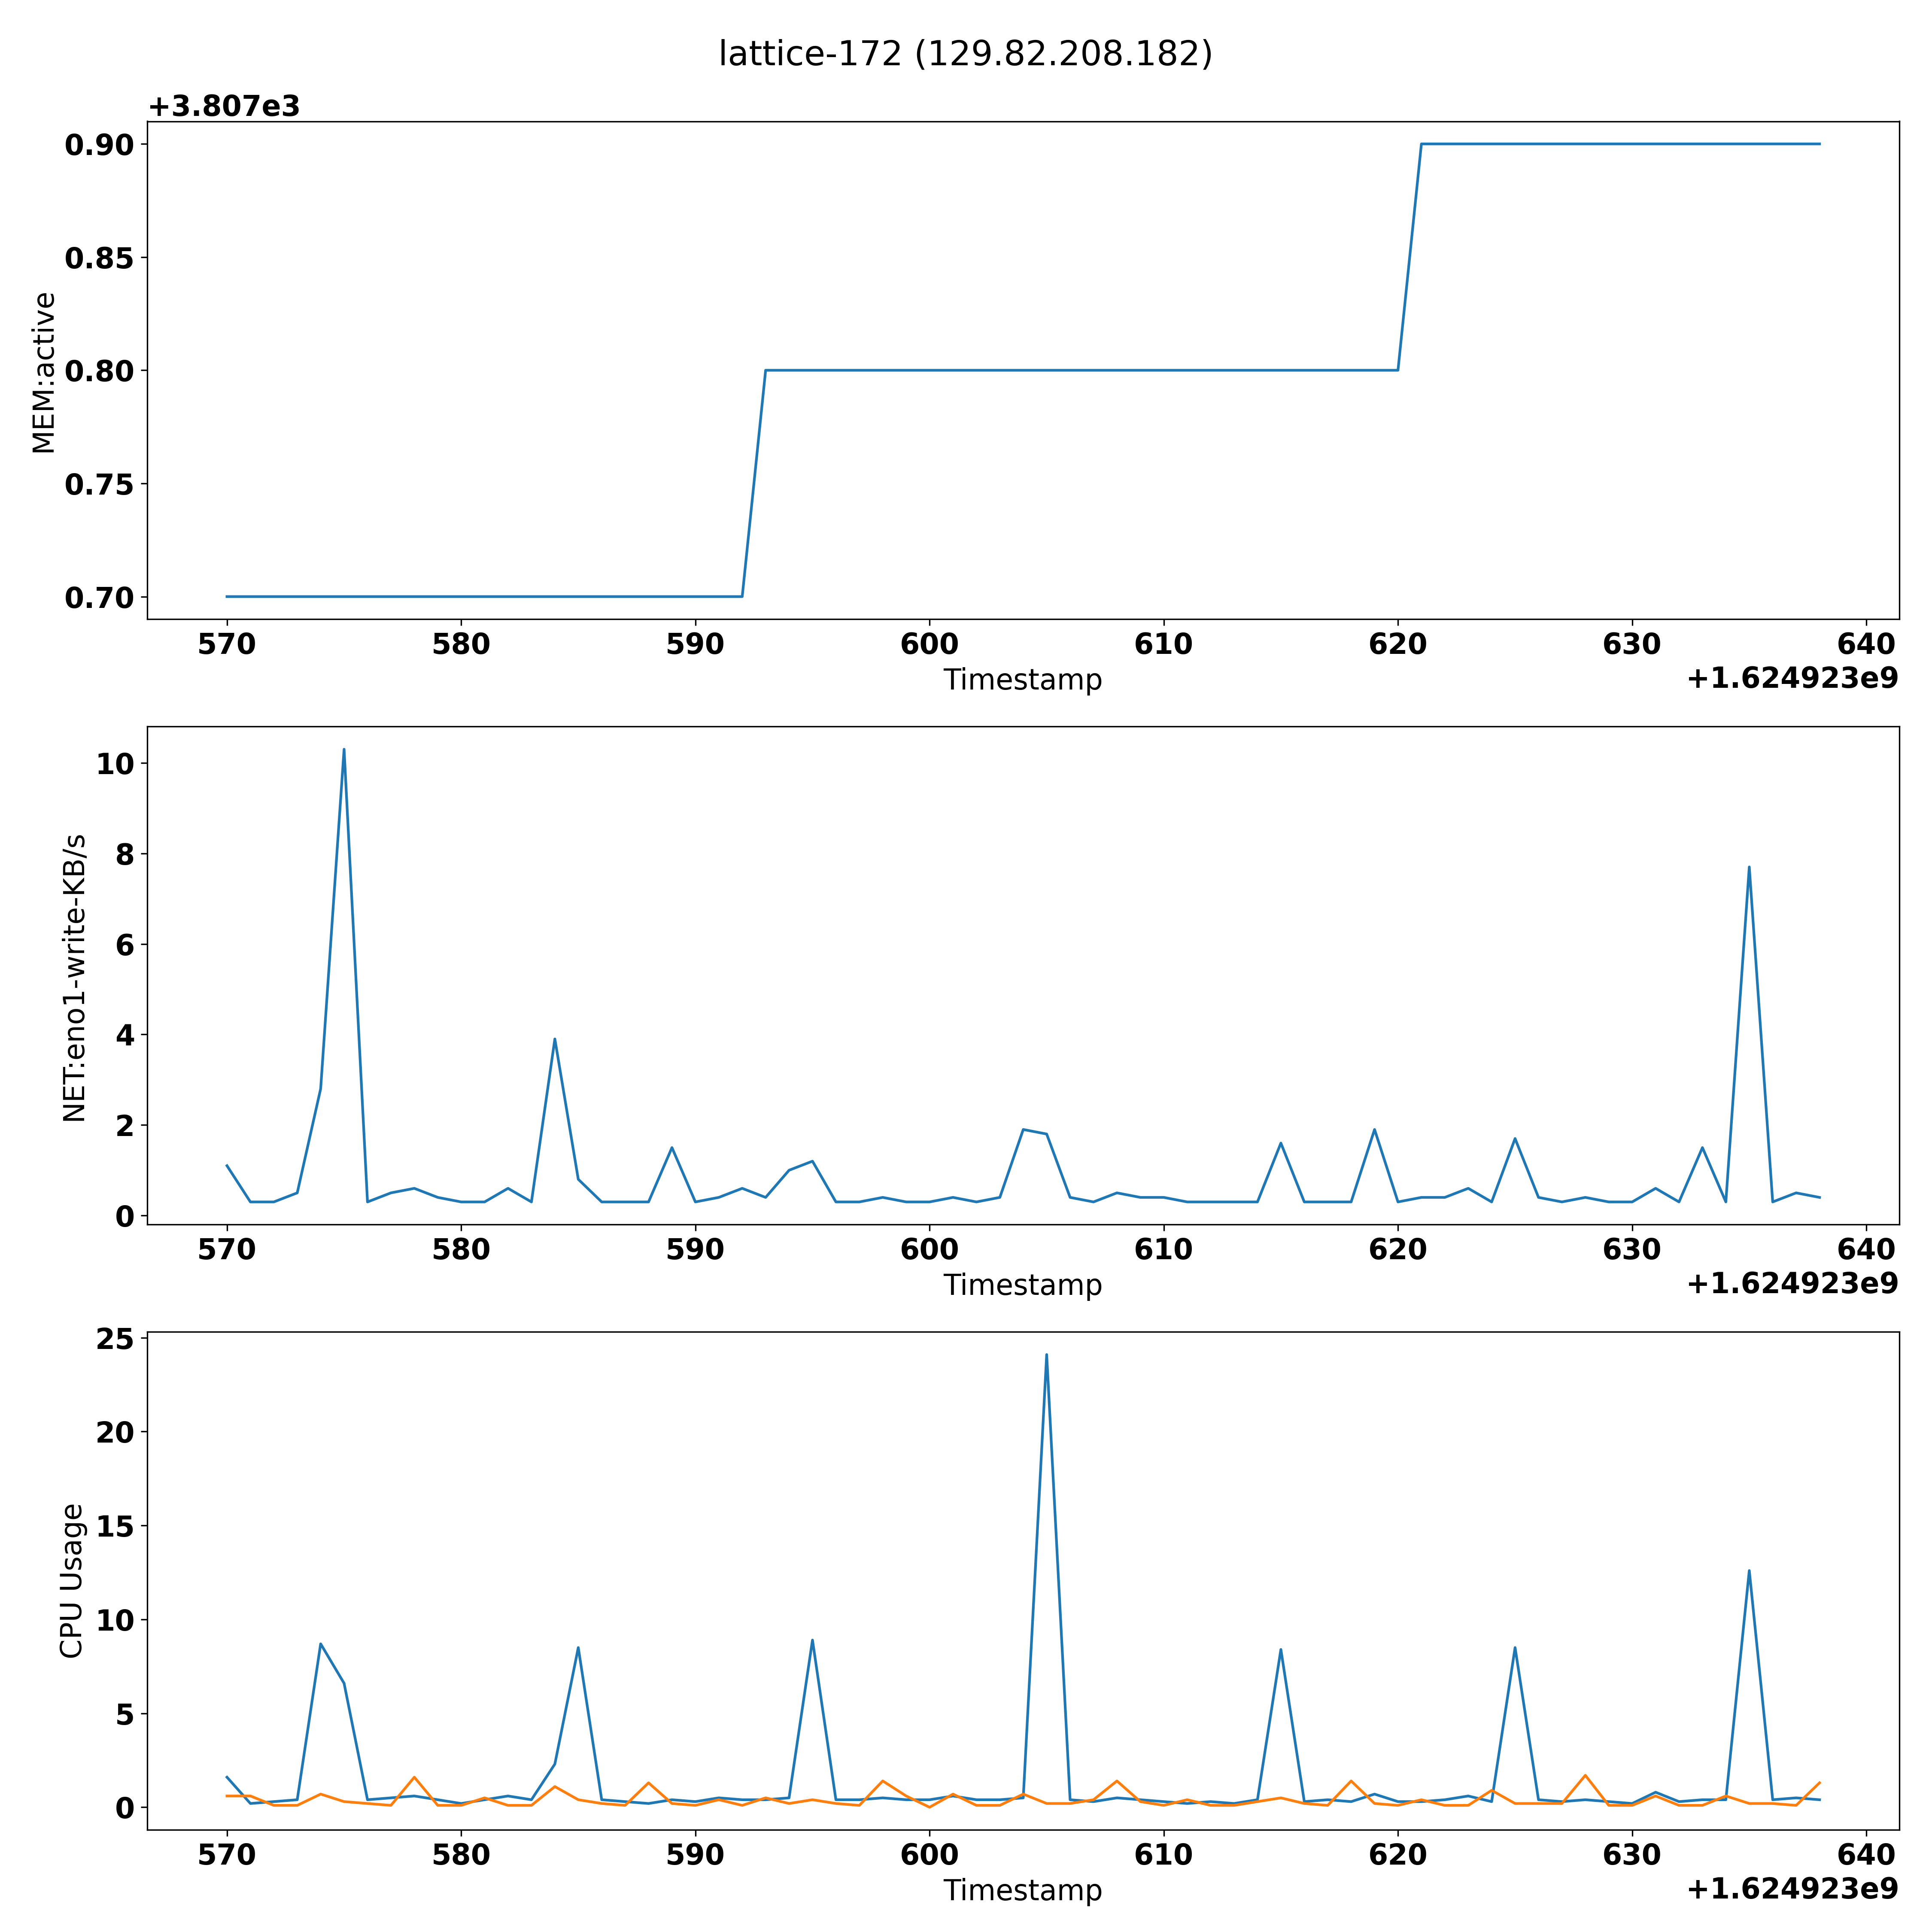 lattice-172 (129.82.208.182)
+3.807e3
0.90
0.85
0.80
0.75
0.70
MEM:active
570 580 590 600 610 620 630 640
Timestamp
+1.624923e9
10
8
6
4
2
0
NET:eno1-write-KB/s
570 580 590 600 610 620 630 640
Timestamp
+1.624923e9
25
20
15
10
5
0
CPU Usage
570 580 590 600 610 620 630 640
Timestamp
+1.624923e9